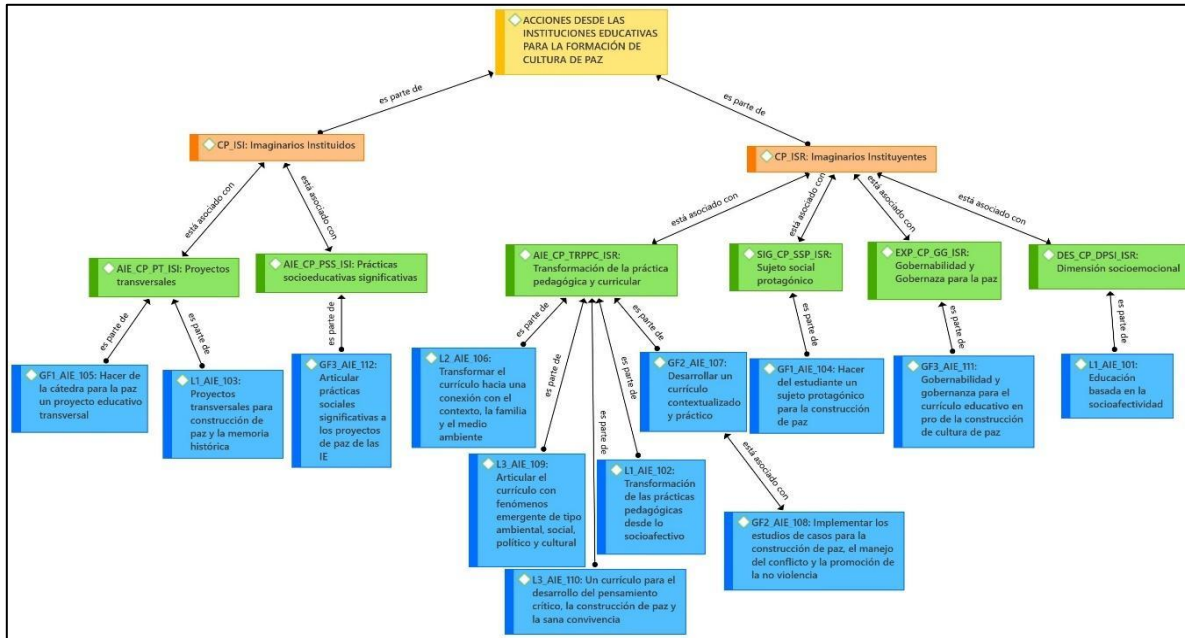 ACCIONES DESDE LAS
INSTITUCIONES EDUCATIVAS
PARA LA FORMACIÓN DE
CULTURA DE PAZ
es parte de
es parte de
CP_ISI: Imaginarios Instituidos
CP_ISR: Imaginarios Instituyentes
está asociado con
está asociado con
está asociado con
está asociado con
está asociado con
está asociado con
AIE_CP_PT_ISI: Proyectos
transversales
AIE_CP_PSS_ISI: Prácticas
socioeducativas significativas
AIE_CP_TRPPC_ISR:
Transformación de la práctica
pedagógica y curricular
SIG_CP_SSP_ISR:
Sujeto social
protagónico
EXP_CP_GG_ISR:
Gobernabilidad y
Gobernaza para la paz
DES_CP_DPSI_ISR:
Dimensión socioemocional
es parte de
es parte de
es parte de
es parte de
es parte de
es parte de
es parte de
es parte de
es parte de
es parte de
es parte de
GF1_AIE_105: Hacer de
la cátedra para la paz
un proyecto educativo
transversal
L1_AIE_103:
Proyectos
transversales para
construcción de
paz y la memoria
histórica
GF3_AIE_112:
Articular
prácticas
sociales
significativas a
los proyectos
de paz de las
IE
L2_AIE_106:
Transformar el
currículo hacia una
conexión con el
contexto, la familia
y el medio
ambiente
GF2_AIE_107:
Desarrollar un
currículo
contextualizado y
práctico
GF1_AIE_104: Hacer
del estudiante un
sujeto protagónico
para la construcción
de paz
GF3_AIE_111:
Gobernabilidad y
gobernanza para el
currículo educativo en
pro de la construcción
de cultura de paz
L1_AIE_101:
Educación
basada en la
socioafectividad
L3_AIE_109:
Articular el
currículo con
fenómenos
emergente de tipo
ambiental, social,
político y cultural
L1_AIE_102:
Transformación
de las prácticas
pedagógicas
desde lo
socioafectivo
está asociado con
GF2_AIE_108: Implementar los
estudios de casos para la
construcción de paz, el manejo
del conflicto y la promoción de
la no violencia
L3_AIE_110: Un currículo para el
desarrollo del pensamiento
crítico, la construcción de paz y
la sana convivencia